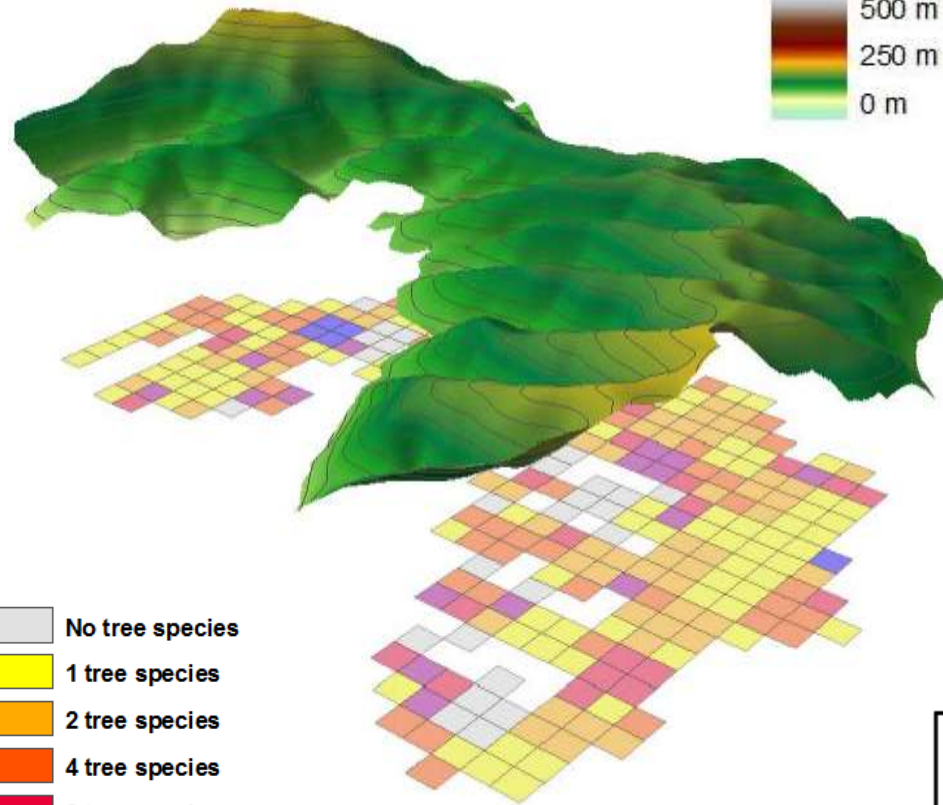 500 m
250 m
0 m
No tree species
1 tree species
2 tree species
4 tree species